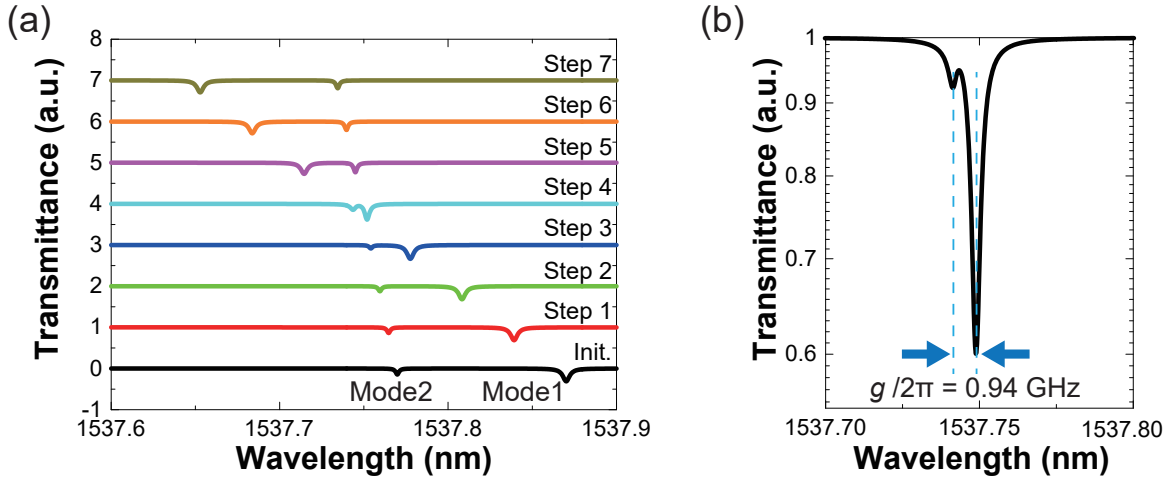 (a)
Transmittance (a.u.)
8
7
6
5
4
3
2
1
0
-1
Step 7
Step 6
Step 5
Step 4
Step 3
Step 2
Step 1
Init.
Mode2
Mode1
1537.6
1537.7
1537.8
1537.9
Wavelength (nm)
(b)
Transmittance (a.u.)
1
0.9
0.8
0.7
0.6
g /2π = 0.94 GHz
1537.70
1537.75
1537.80
Wavelength (nm)